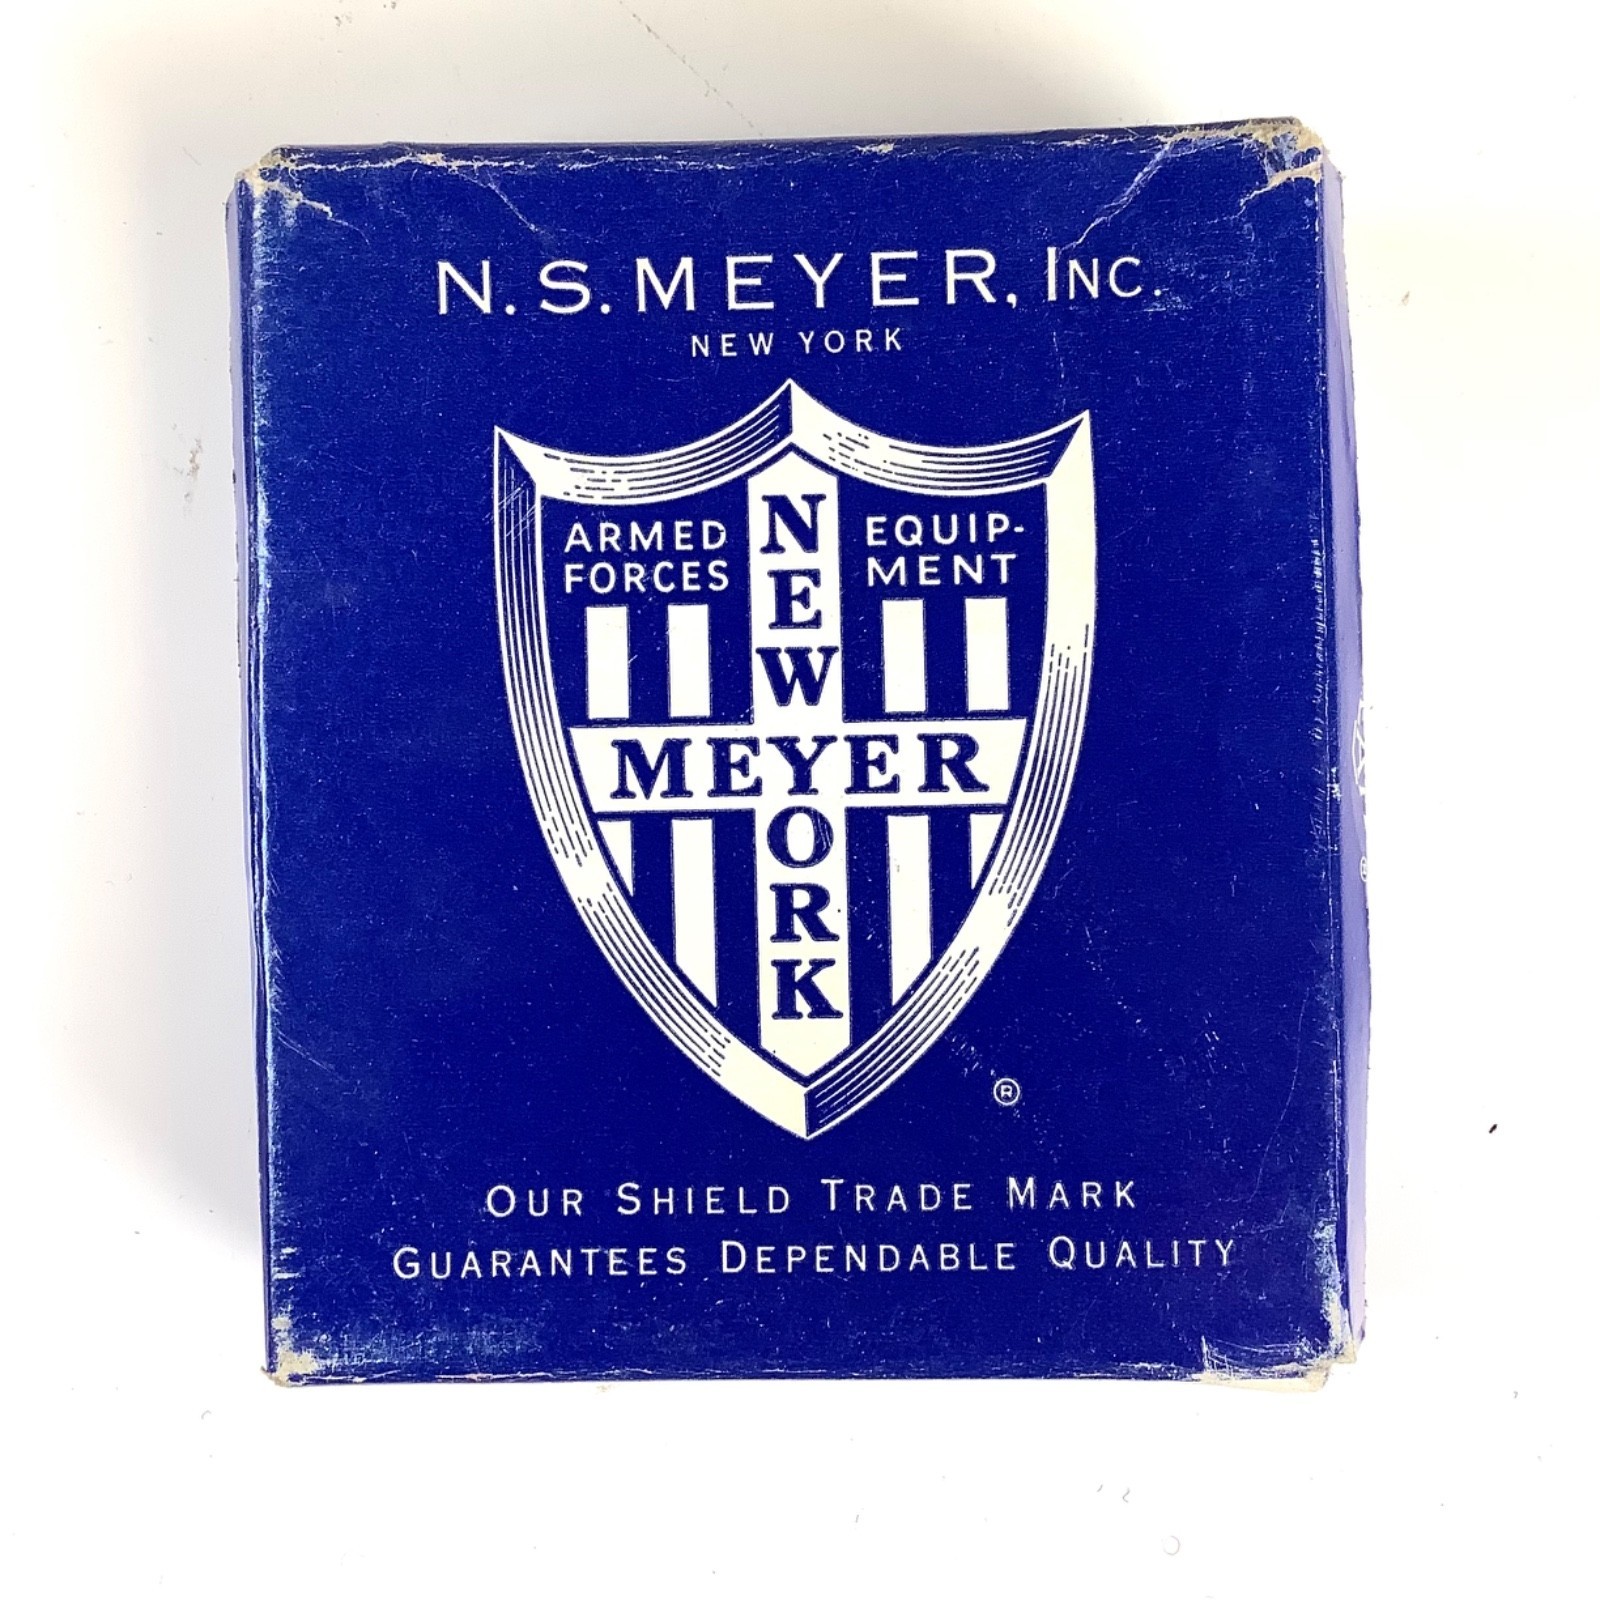 N. S. MEYER, INC.
NEW YORK
ARMED
FORCES
EQUIP-
MENT
NEW YORK
MEYER
®
OUR SHIELD TRADE MARK
GUARANTEES DEPENDABLE QUALITY